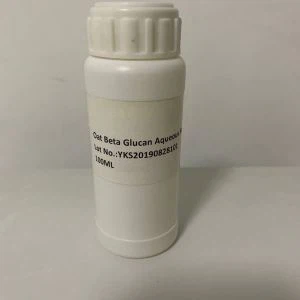 Oat Beta Glucan Aqueous
Lot No.:YKS20190828101
100ML